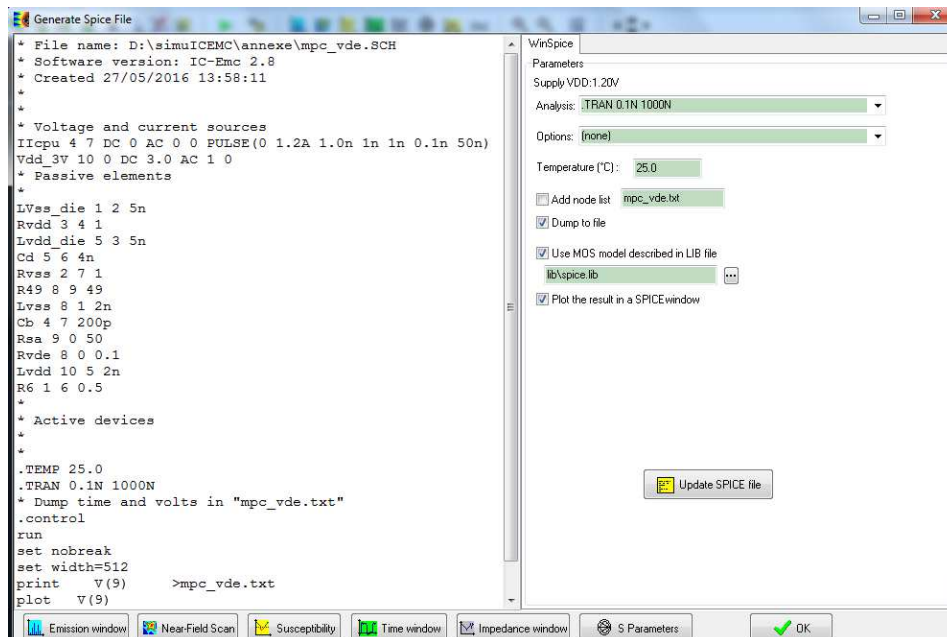 Generate Spice File
* File name: D:\simuICEMC\annexe\mpc_vde.SCH
* Software version: IC-Emc 2.8
* Created 27/05/2016 13:58:11
*
*
* Voltage and current sources
IIcpu 4 7 DC 0 AC 0 0 PULSE(0 1.2A 1.0n 1n 1n 0.1n 50n)
Vdd_3V 10 0 DC 3.0 AC 1 0
* Passive elements
*
LVss_die 1 2 5n
Rvdd 3 4 1
Lvdd_die 5 3 5n
Cd 5 6 4n
Rvss 2 7 1
R49 8 9 49
Lvss 8 1 2n
Cb 4 7 200p
Rsa 9 0 50
Rvde 8 0 0.1
Lvdd 10 5 2n
R6 1 6 0.5
*
* Active devices
*
*
.TEMP 25.0
.TRAN 0.1N 1000N
* Dump time and volts in "mpc_vde.txt"
.control
run
set nobreak
set width=512
print V(9) >mpc_vde.txt
plot V(9)
WinSpice
Parameters
Supply VDD:1.20V
Analysis: .TRAN 0.1N 1000N
Options: (none)
Temperature (°C) : 25.0
Add node list mpc_vde.txt
Dump to file
Use MOS model described in LIB file
lib\spice.lib ...
Plot the result in a SPICE window
Update SPICE file
Emission window Near-Field Scan Susceptibility Time window Impedance window S Parameters OK